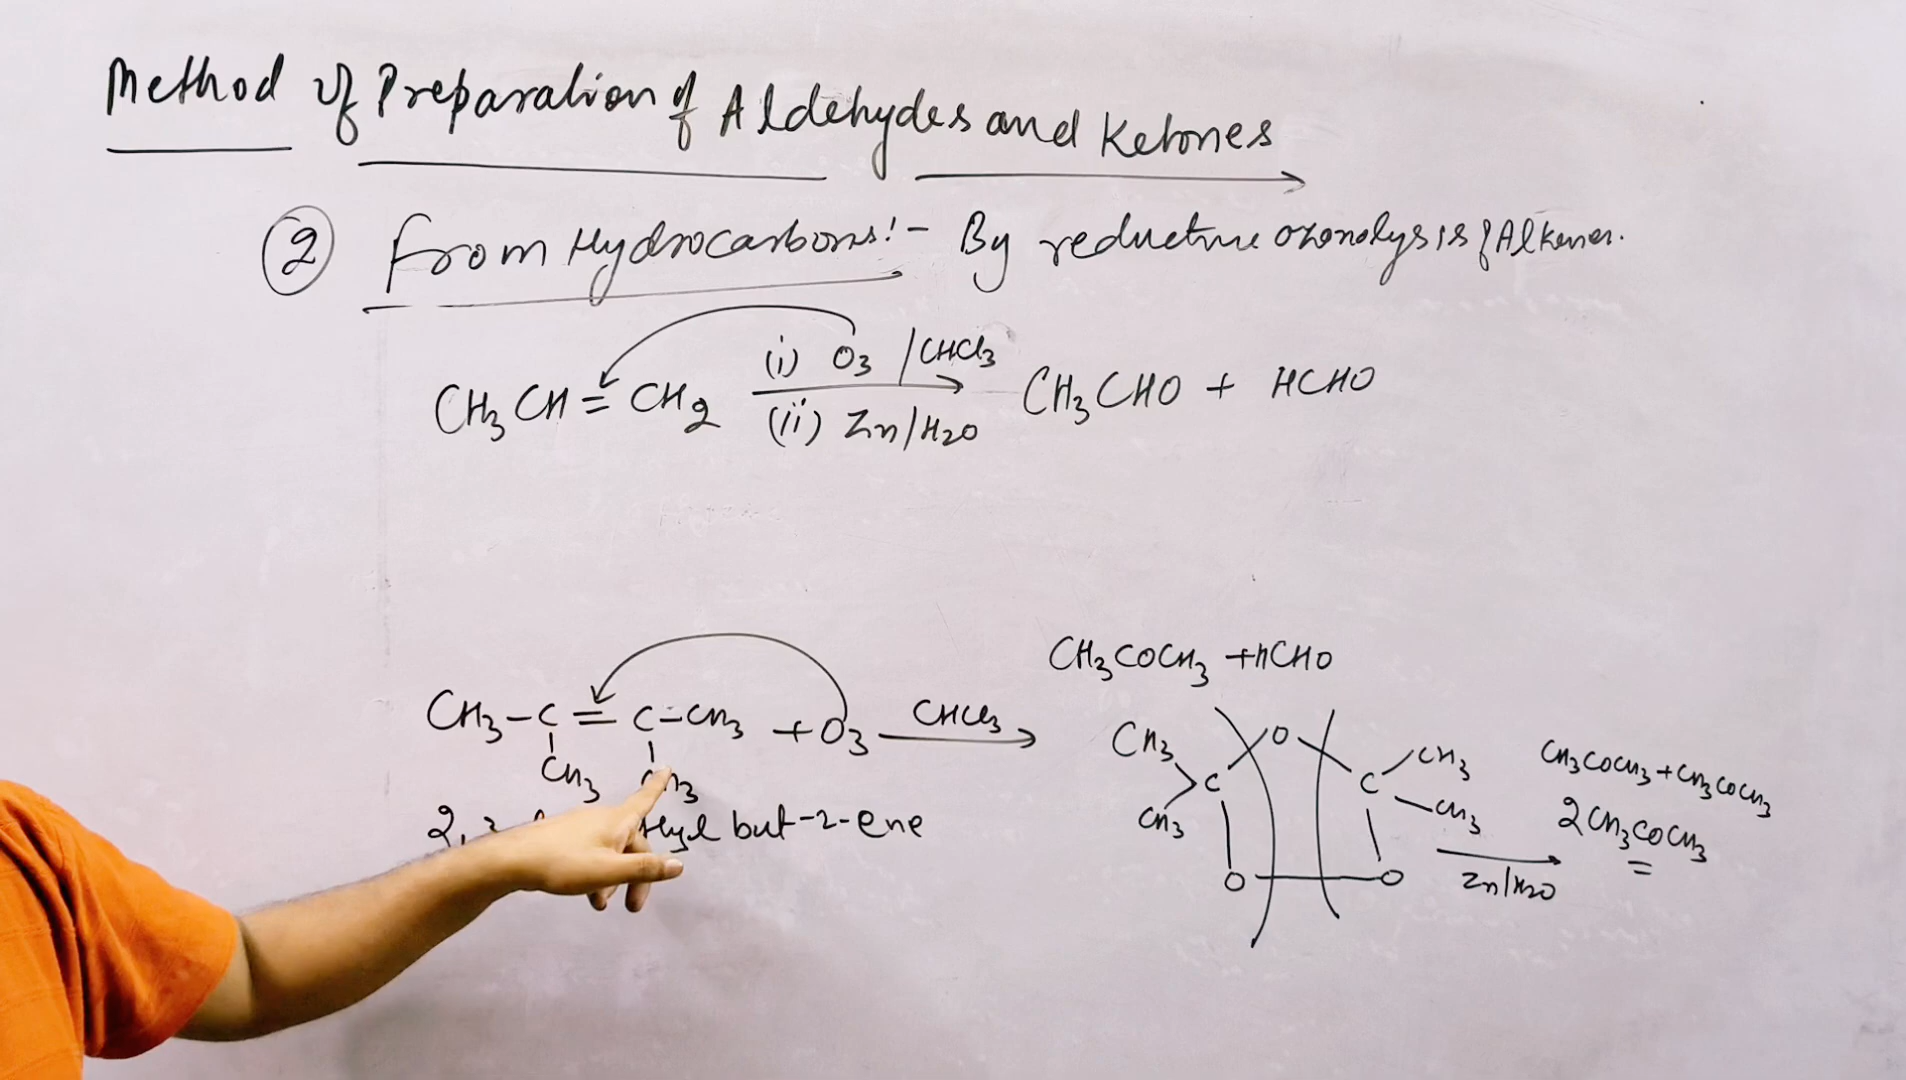 Method of Preparation of Aldehydes and Ketones
② From Hydrocarbons:- By reductive ozonolysis of Alkenes.
(i) O3 /CHCl3
CH3CH=CH2 → CH3CHO + HCHO
(ii) Zn/H2O
CH3COCH3 + HCHO
CH3-C=C-CH3 + O3 CHCl3 →
CH3 CH3
2,3 but-2-ene
CH3 O CH3
C C
CH3 CH3
O O
CH3COCH3+CH3COCH3
2CH3COCH3
Zn/H2O